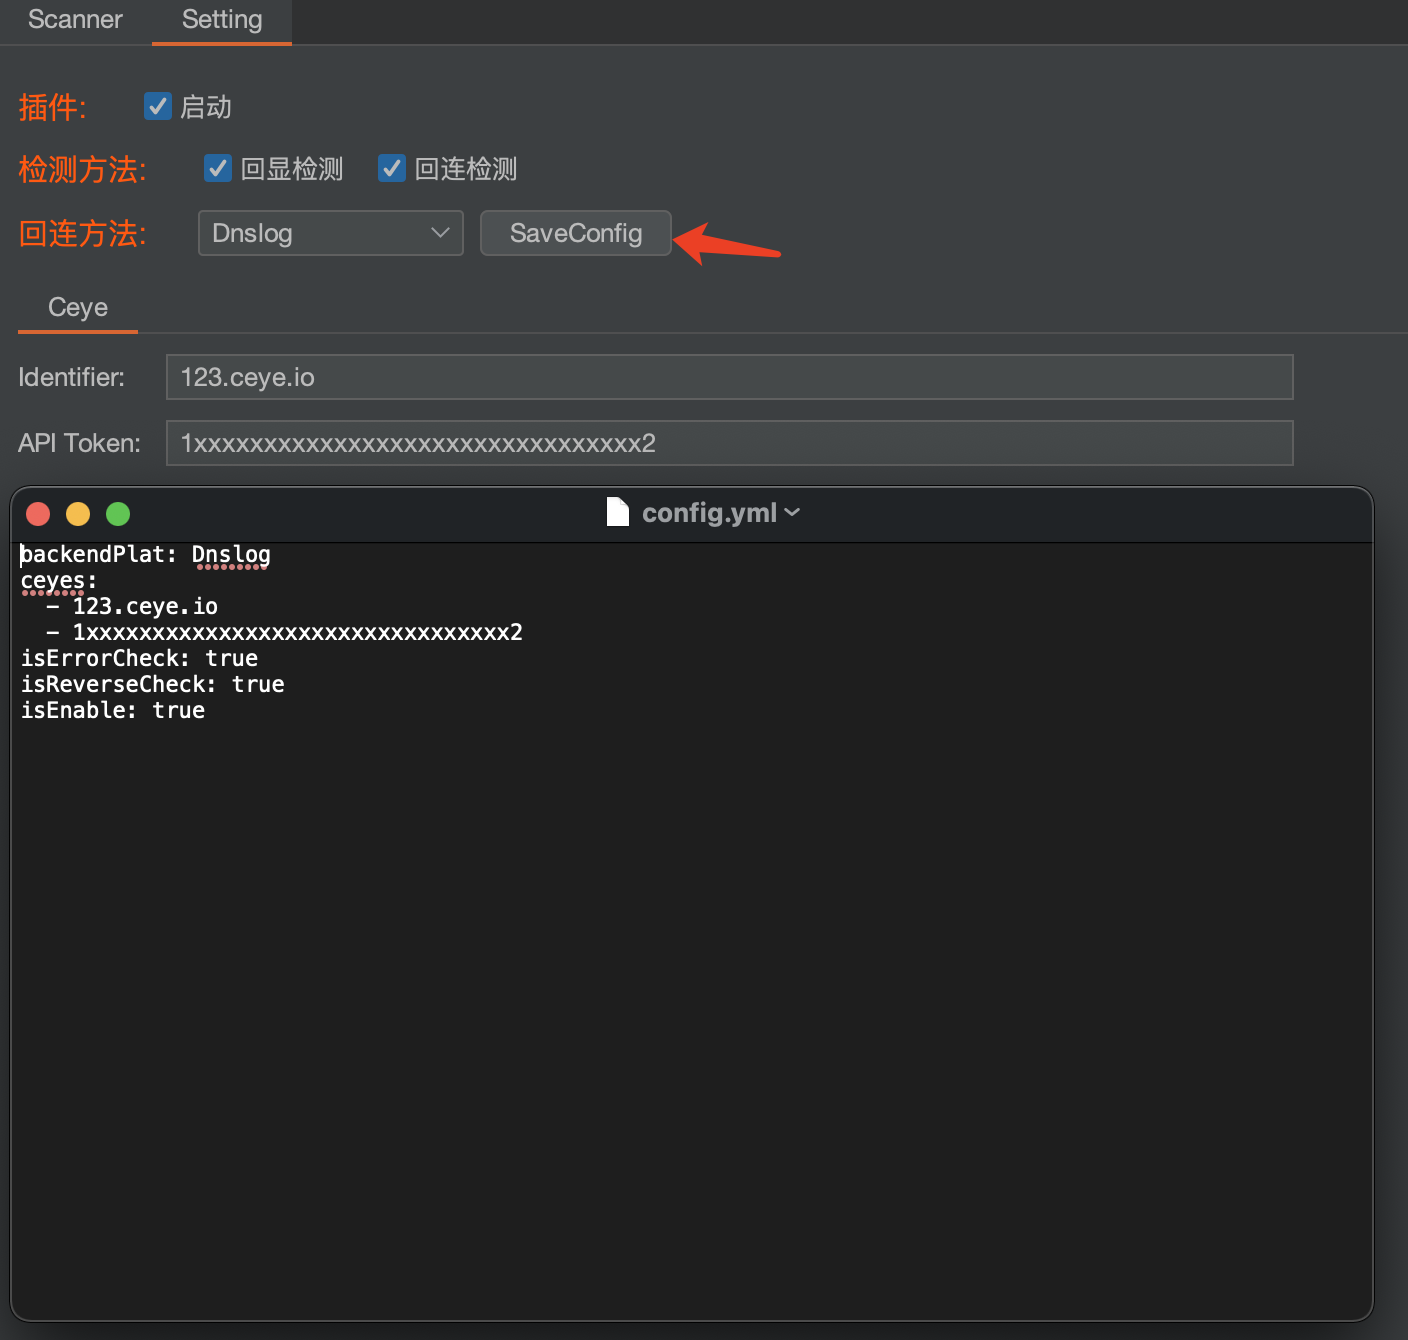 Scanner Setting
插件: 启动
检测方法: 回显检测 回连检测
回连方法: Dnslog SaveConfig
Ceye
Identifier: 123.ceye.io
API Token: 1xxxxxxxxxxxxxxxxxxxxxxxxxxxxxxxx2
config.yml
backendPlat: Dnslog
ceyes:
  - 123.ceye.io
  - 1xxxxxxxxxxxxxxxxxxxxxxxxxxxxxxxx2
isErrorCheck: true
isReverseCheck: true
isEnable: true